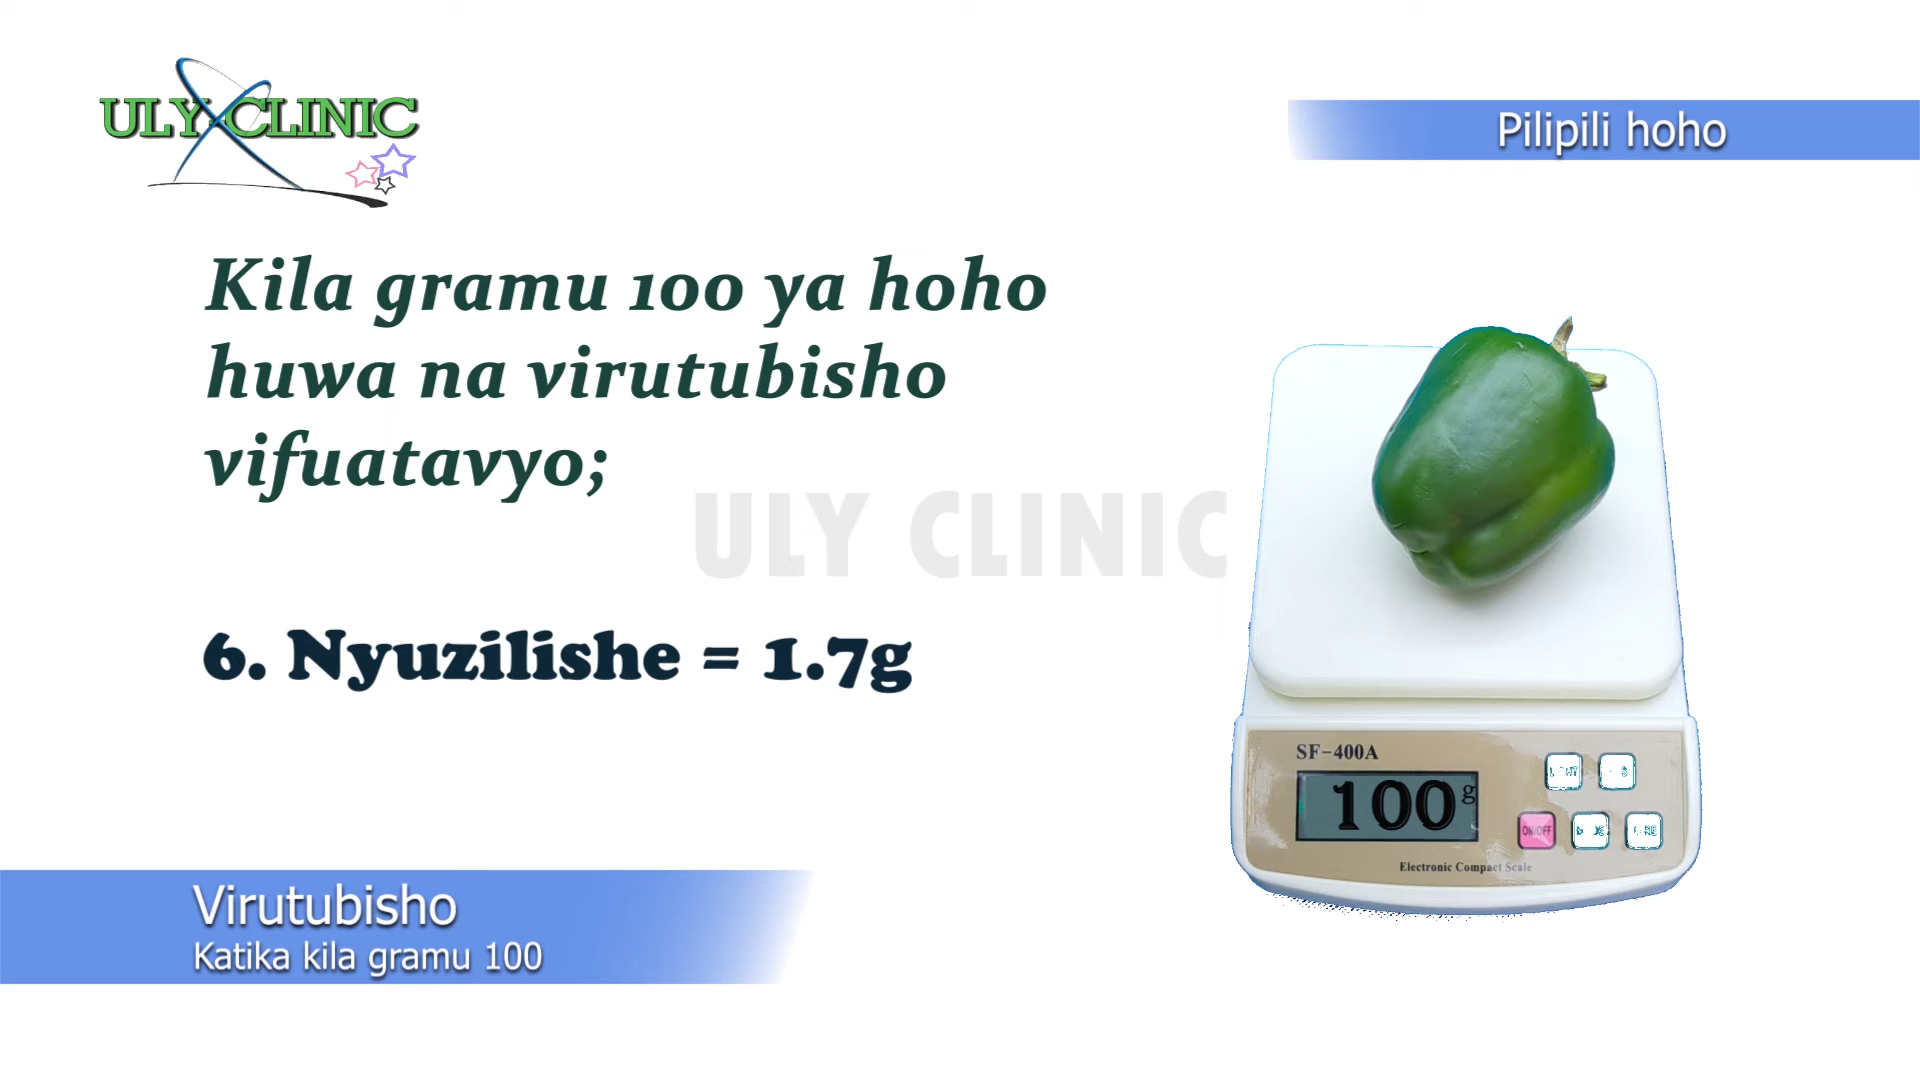 ULY CLINIC
Pilipili hoho
Kila gramu 100 ya hoho
huwa na virutubisho
vifuatavyo;
ULY CLINIC
6. Nyuzilishe = 1.7g
SF-400A
100g
ON/OFF
Electronic Compact Scale
Virutubisho
Katika kila gramu 100